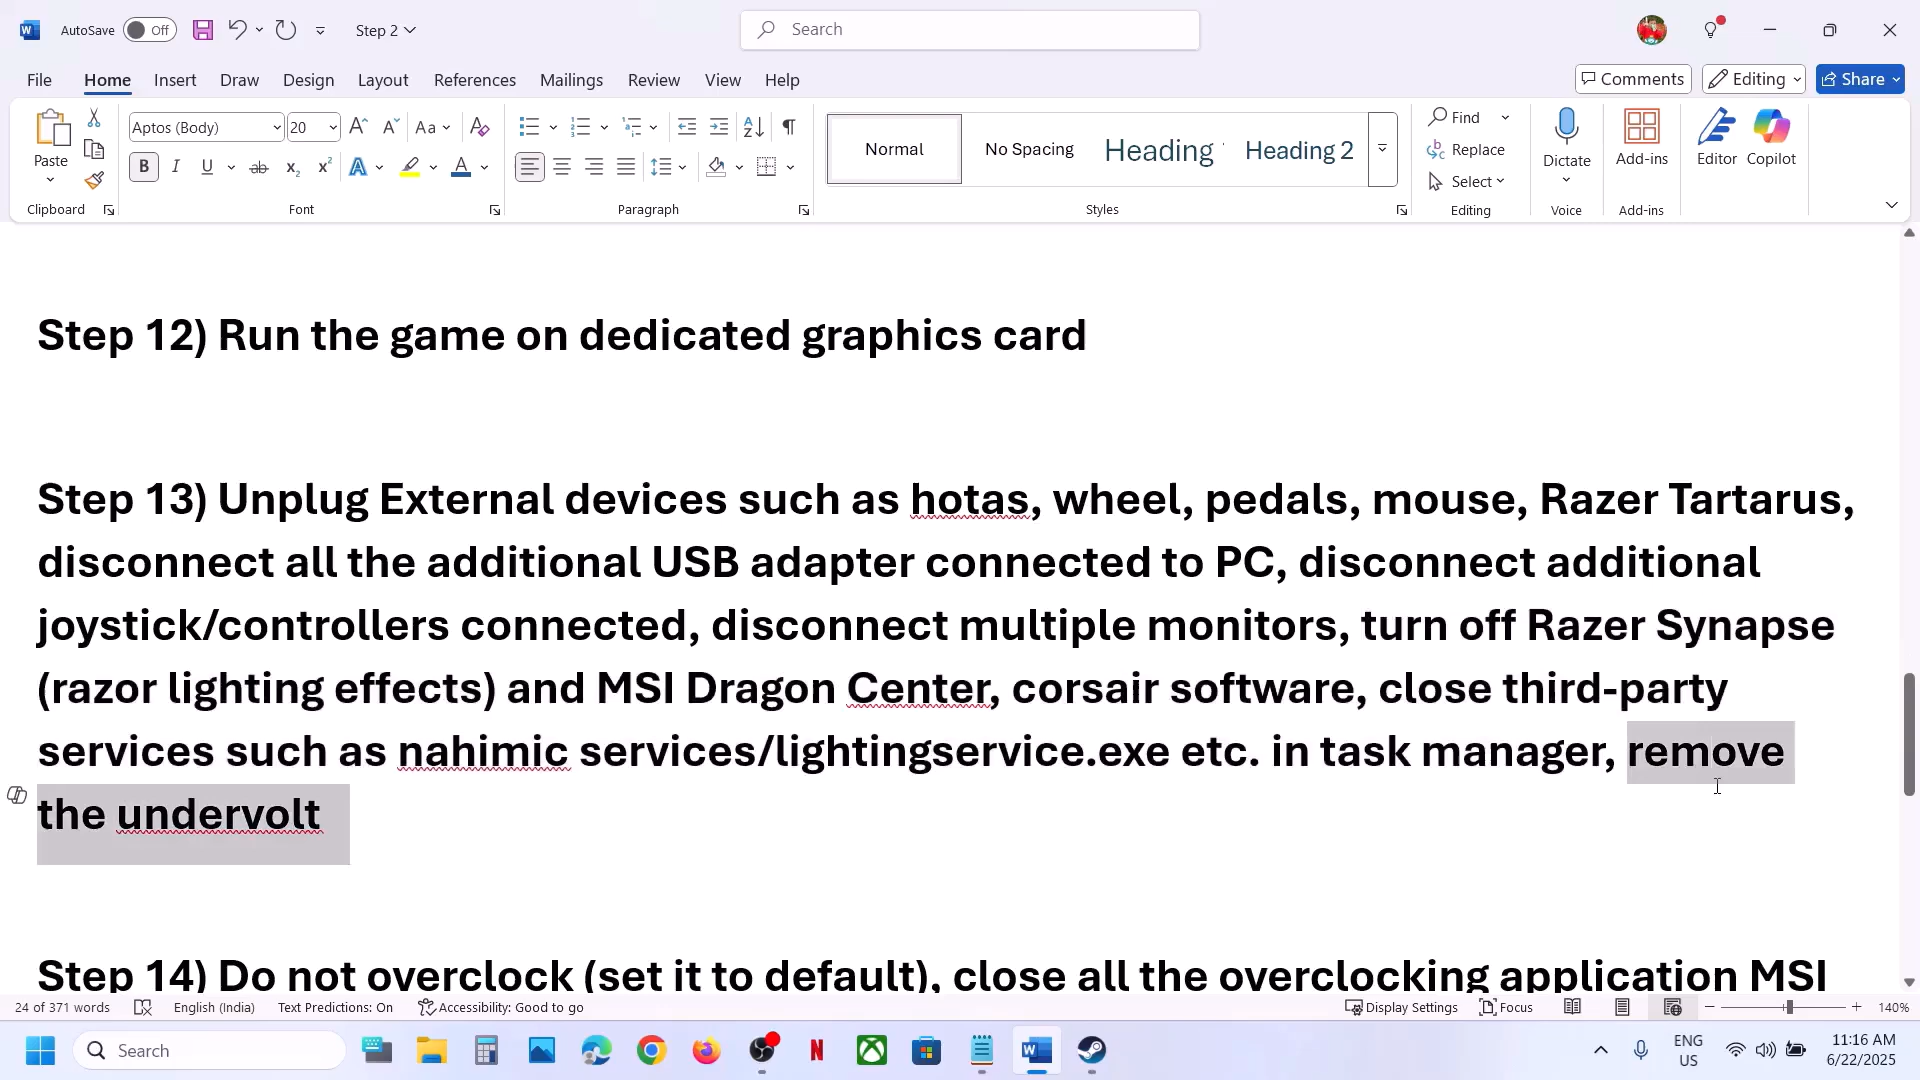 AutoSave Off Step 2 Search
File Home Insert Draw Design Layout References Mailings Review View Help Comments Editing Share
Aptos (Body) 20 Aa Normal No Spacing Heading Heading 2 Find Replace Select
Paste Dictate Add-ins Editor Copilot
Clipboard Font Paragraph Styles Editing Voice Add-ins
Step 12) Run the game on dedicated graphics card
Step 13) Unplug External devices such as hotas, wheel, pedals, mouse, Razer Tartarus,
disconnect all the additional USB adapter connected to PC, disconnect additional
joystick/controllers connected, disconnect multiple monitors, turn off Razer Synapse
(razor lighting effects) and MSI Dragon Center, corsair software, close third-party
services such as nahimic services/lightingservice.exe etc. in task manager, remove
the undervolt
Step 14) Do not overclock (set it to default), close all the overclocking application MSI
24 of 371 words English (India) Text Predictions: On Accessibility: Good to go Display Settings Focus 140%
Search ENG US 11:16 AM 6/22/2025